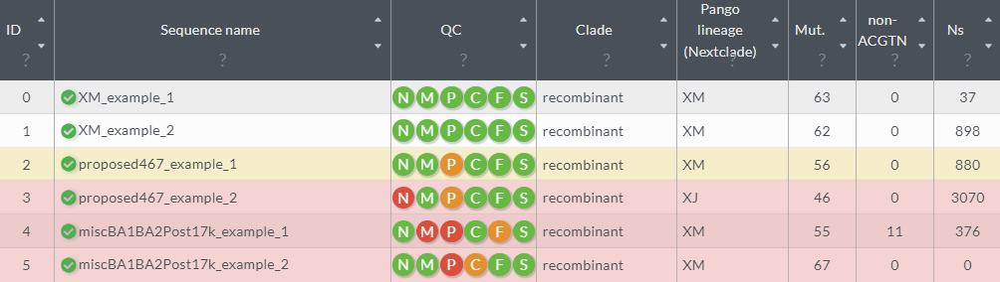 ID Sequence name QC Clade Pango lineage (Nextclade) Mut. non-ACGTN Ns
? ? ? ? ? ? ? ?
0 XM_example_1 N M P C F S recombinant XM 63 0 37
1 XM_example_2 N M P C F S recombinant XM 62 0 898
2 proposed467_example_1 N M P C F S recombinant XM 56 0 880
3 proposed467_example_2 N M P C F S recombinant XJ 46 0 3070
4 miscBA1BA2Post17k_example_1 N M P C F S recombinant XM 55 11 376
5 miscBA1BA2Post17k_example_2 N M P C F S recombinant XM 67 0 0